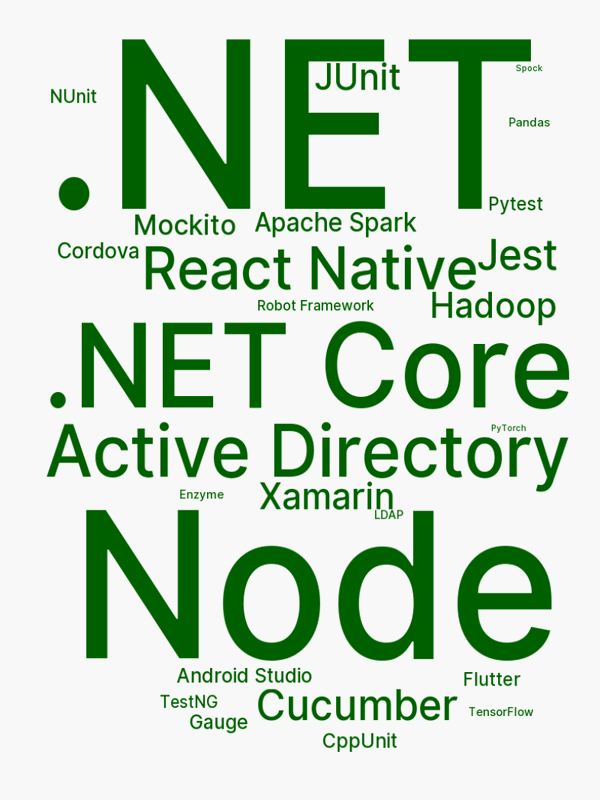 .NET
JUnit
Spock
NUnit
Pandas
Pytest
Mockito
Apache Spark
Cordova
React Native
Jest
Robot Framework
Hadoop
.NET Core
Active Directory
PyTorch
Enzyme
Xamarin
LDAP
Node
Android Studio
Flutter
TestNG
Cucumber
TensorFlow
Gauge
CppUnit